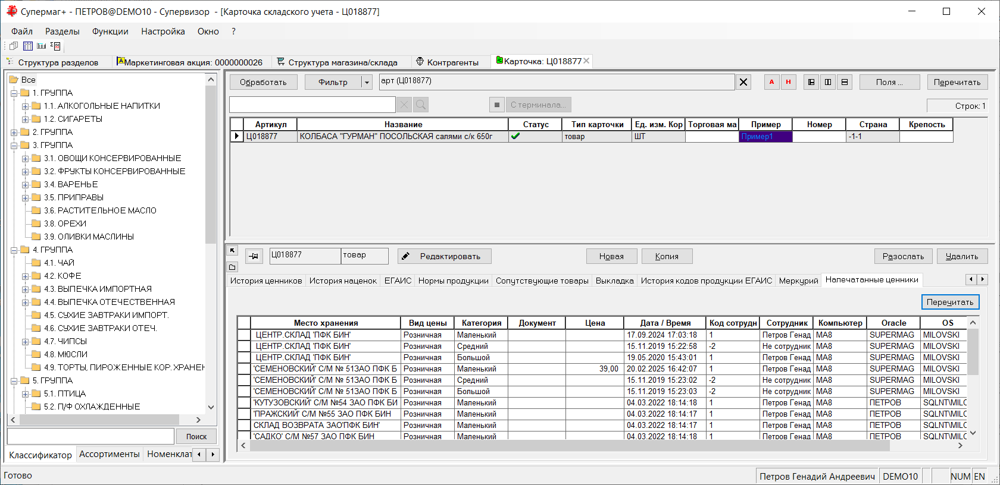 Супермаг+ - ПЕТРОВ@DEMO10 - Супервизор - [Карточка складского учета - Ц018877]
Файл Разделы Функции Настройка Окно ?
Структура разделов Маркетинговая акция: 0000000026 Структура магазина/склада Контрагенты Карточка: Ц018877
Все
1. ГРУППА
1.1. АЛКОГОЛЬНЫЕ НАПИТКИ
1.2. СИГАРЕТЫ
2. ГРУППА
3. ГРУППА
3.1. ОВОЩИ КОНСЕРВИРОВАННЫЕ
3.2. ФРУКТЫ КОНСЕРВИРОВАННЫЕ
3.4. ВАРЕНЬЕ
3.5. ПРИПРАВЫ
3.6. РАСТИТЕЛЬНОЕ МАСЛО
3.8. ОРЕХИ
3.9. ОЛИВКИ МАСЛИНЫ
4. ГРУППА
4.1. ЧАЙ
4.2. КОФЕ
4.3. ВЫПЕЧКА ИМПОРТНАЯ
4.4. ВЫПЕЧКА ОТЕЧЕСТВЕННАЯ
4.5. СУХИЕ ЗАВТРАКИ ИМПОРТ.
4.6. СУХИЕ ЗАВТРАКИ ОТЕЧ.
4.7. ЧИПСЫ
4.8. МЮСЛИ
4.9. ТОРТЫ, ПИРОЖЕННЫЕ КОР. ХРАНЕН
5. ГРУППА
5.1. ПТИЦА
5.2. П/Ф ОХЛАЖДЕННЫЕ
Поиск
Классификатор Ассортименты Номенклат
Обработать Фильтр арт (Ц018877) А Н Поля ... Перечитать
С терминала... Строк: 1
Артикул Название Статус Тип карточки Ед. изм. Кор Торговая ма Пример Номер Страна Крепость
Ц018877 КОЛБАСА "ГУРМАН" ПОСОЛЬСКАЯ салями с/к 650г товар ШТ Пример1 -1-1
Ц018877 товар Редактировать Новая Копия Разослать Удалить
История ценников История наценок ЕГАИС Нормы продукции Сопутствующие товары Выкладка История кодов продукции ЕГАИС Меркурий Напечатанные ценники
Перечитать
Место хранения Вид цены Категория Документ Цена Дата / Время Код сотрудн Сотрудник Компьютер Oracle OS
ЦЕНТР.СКЛАД 'ПФК БИН' Розничная Маленький 17.09.2024 17:03:18 1 Петров Генад MA8 SUPERMAG MILOVSKI
ЦЕНТР.СКЛАД 'ПФК БИН' Розничная Средний 15.11.2019 15:22:58 -2 Не сотрудник MA8 SUPERMAG MILOVSKI
ЦЕНТР.СКЛАД 'ПФК БИН' Розничная Большой 19.05.2020 15:43:01 1 Петров Генад MA8 SUPERMAG MILOVSKI
'СЕМЕНОВСКИЙ' С/М № 51ЗАО ПФК Б Розничная Маленький 39,00 20.02.2025 16:42:07 1 Петров Генад MA8 SUPERMAG MILOVSKI
'СЕМЕНОВСКИЙ' С/М № 51ЗАО ПФК Б Розничная Средний 15.11.2019 15:23:02 -2 Не сотрудник MA8 SUPERMAG MILOVSKI
'СЕМЕНОВСКИЙ' С/М № 51ЗАО ПФК Б Розничная Большой 15.11.2019 15:23:03 -2 Не сотрудник MA8 SUPERMAG MILOVSKI
'КУТУЗОВСКИЙ' С/М №54 ЗАО ПФК БИ Розничная Маленький 04.03.2022 18:14:18 1 Петров Генад MA8 ПЕТРОВ SQLNT\MILO
'ПРАЖСКИЙ' С/М №55 ЗАО ПФК БИН Розничная Маленький 04.03.2022 18:14:17 1 Петров Генад MA8 ПЕТРОВ SQLNT\MILO
СКЛАД ВОЗВРАТА ЗАО'ПФК БИН' Розничная Маленький 04.03.2022 18:14:17 1 Петров Генад MA8 ПЕТРОВ SQLNT\MILO
'САДКО' С/М №57 ЗАО ПФК БИН Розничная Маленький 04.03.2022 18:14:18 1 Петров Генад MA8 ПЕТРОВ SQLNT\MILO
Готово Петров Генадий Андреевич DEMO10 NUM EN